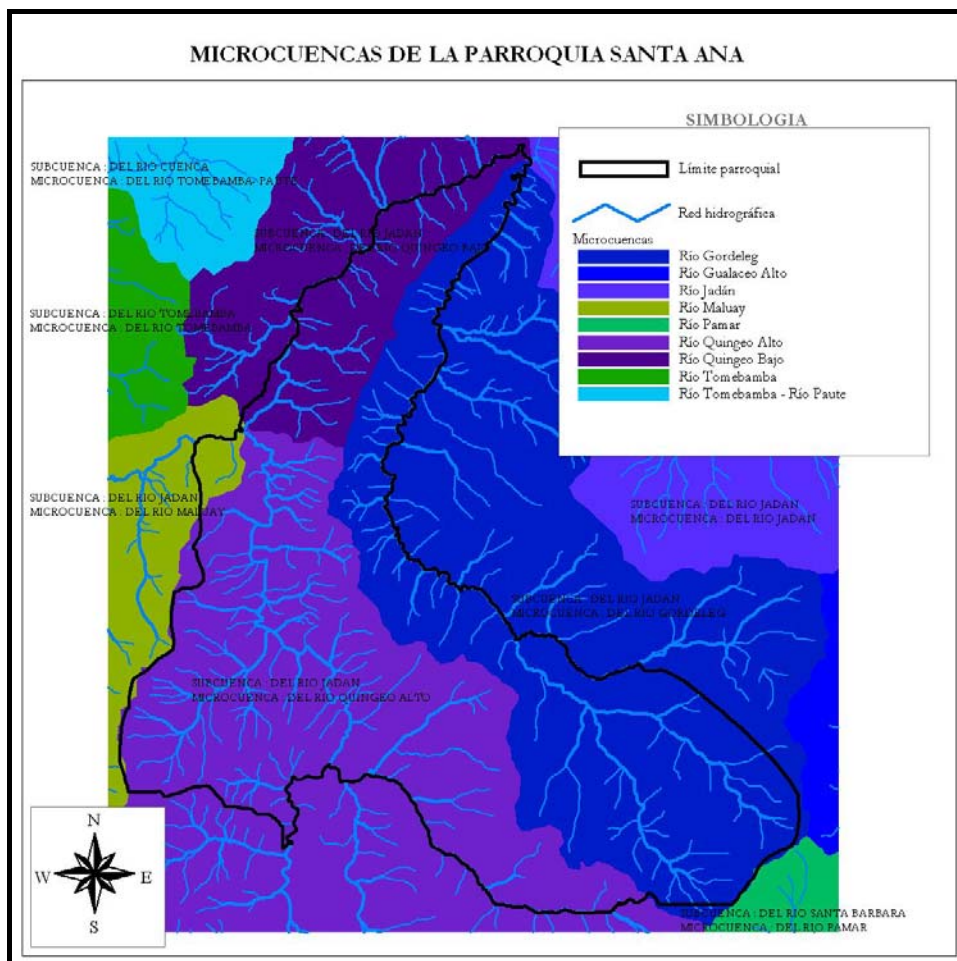 MICROCUENCAS DE LA PARROQUIA SANTA ANA
SIMBOLOGIA
Límite parroquial
Red hidrográfica
Microcuencas
Río Gordeleg
Río Gualaceo Alto
Río Jadán
Río Maluay
Río Pamar
Río Quingeo Alto
Río Quingeo Bajo
Río Tomebamba
Río Tomebamba - Río Paute
SUBCUENCA : DEL RIO CUENCA
MICROCUENCA : DEL RIO TOMEBAMBA-PAUTE
SUBCUENCA : DEL RIO JADAN
MICROCUENCA : QUINGEO
SUBCUENCA : DEL RIO TOMEBAMBA
MICROCUENCA : DEL RIO TOMEBAMBA
SUBCUENCA : DEL RIO JADAN
MICROCUENCA : DEL RIO MALUAY
SUBCUENCA : DEL RIO JADAN
MICROCUENCA : DEL RIO JADAN
SUBCUENCA : DEL RIO JADAN
MICROCUENCA : DEL RIO GORDELEG
SUBCUENCA : DEL RIO JADAN
MICROCUENCA : DEL RIO QUINGEO ALTO
SUBCUENCA : DEL RIO SANTA BARBARA
MICROCUENCA : DEL RIO PAMAR
N
W E
S